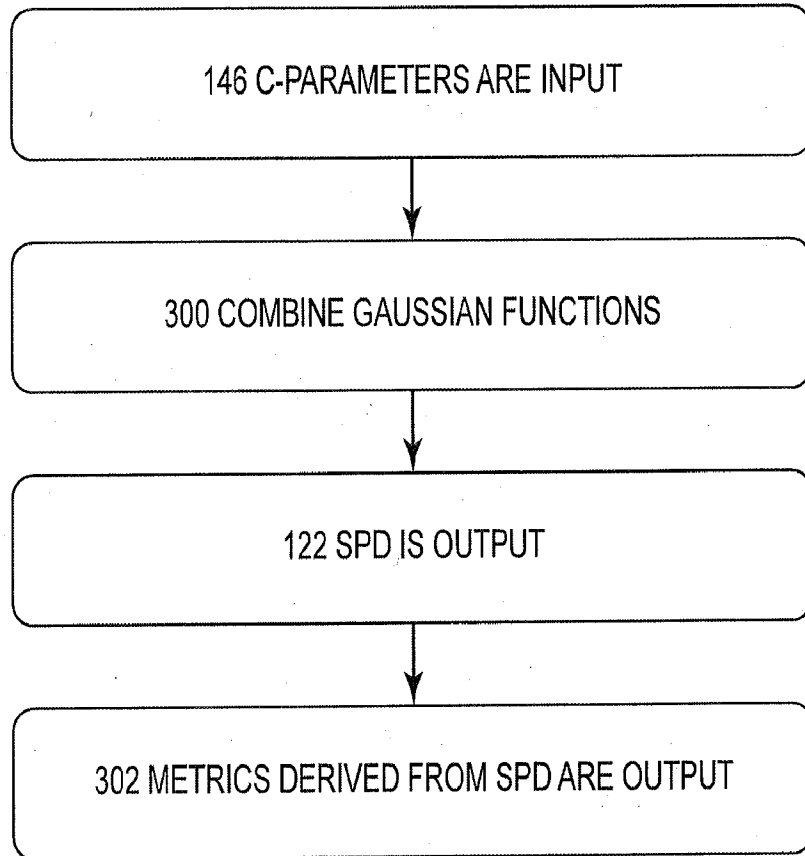 146 C-PARAMETERS ARE INPUT
300 COMBINE GAUSSIAN FUNCTIONS
122 SPD IS OUTPUT
302 METRICS DERIVED FROM SPD ARE OUTPUT